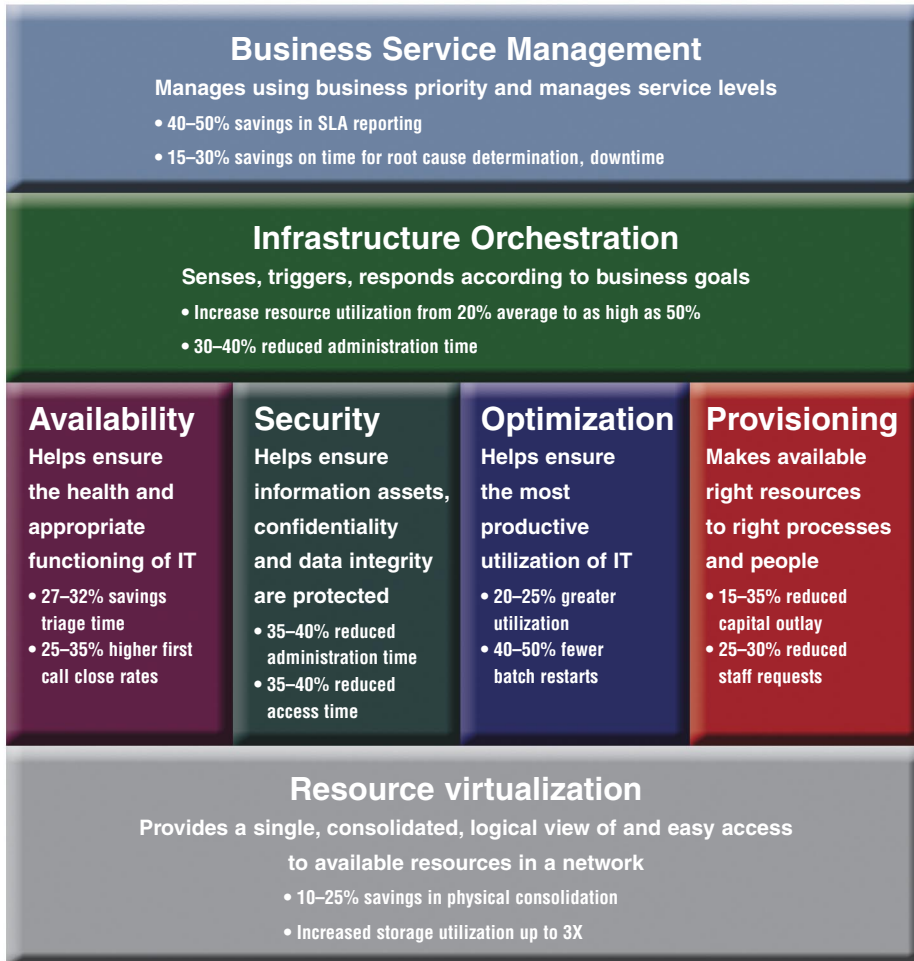 Business Service Management
Manages using business priority and manages service levels
• 40–50% savings in SLA reporting
• 15–30% savings on time for root cause determination, downtime
Infrastructure Orchestration
Senses, triggers, responds according to business goals
• Increase resource utilization from 20% average to as high as 50%
• 30–40% reduced administration time
Availability
Helps ensure
the health and
appropriate
functioning of IT
• 27–32% savings
triage time
• 25–35% higher first
call close rates
Security
Helps ensure
information assets,
confidentiality
and data integrity
are protected
• 35–40% reduced
administration time
• 35–40% reduced
access time
Optimization
Helps ensure
the most
productive
utilization of IT
• 20–25% greater
utilization
• 40–50% fewer
batch restarts
Provisioning
Makes available
right resources
to right processes
and people
• 15–35% reduced
capital outlay
• 25–30% reduced
staff requests
Resource virtualization
Provides a single, consolidated, logical view of and easy access
to available resources in a network
• 10–25% savings in physical consolidation
• Increased storage utilization up to 3X